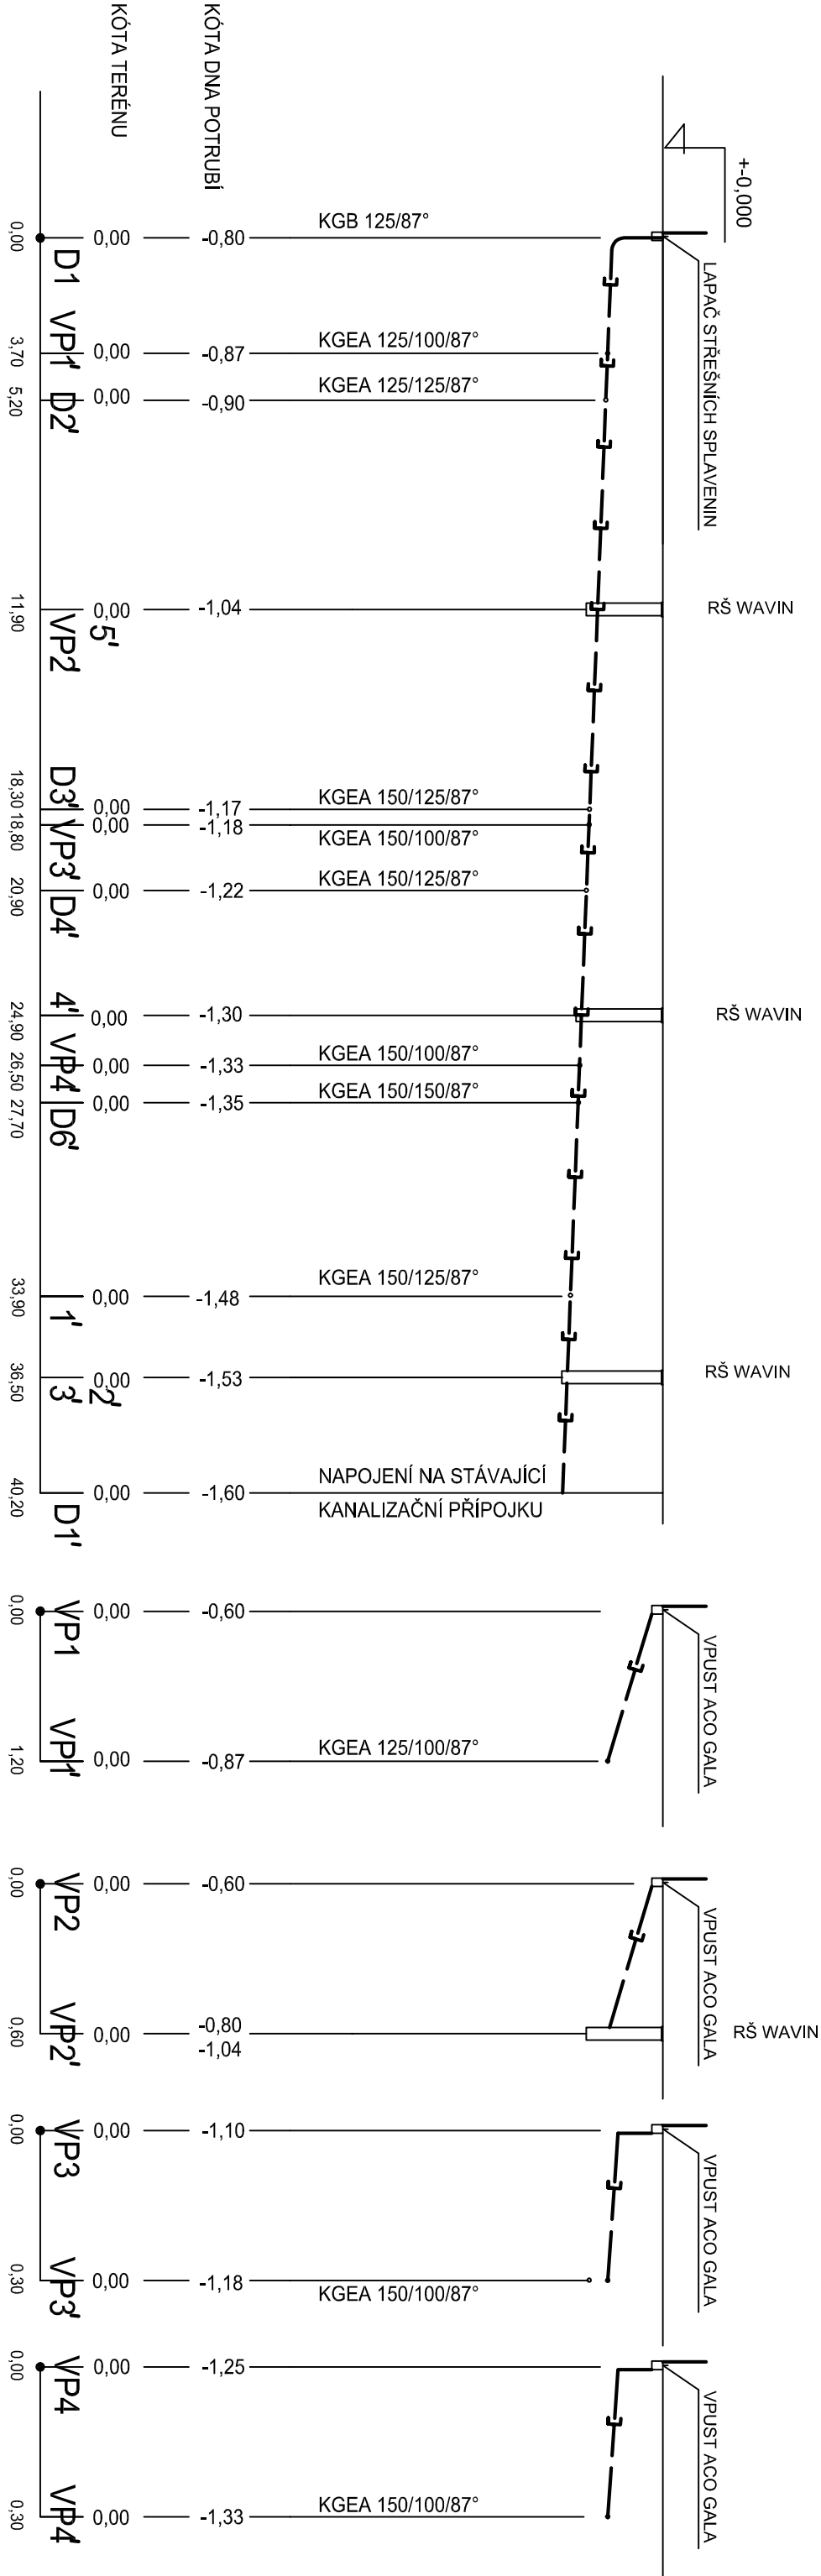 KÓTA TERÉNU
KÓTA DNA POTRUBÍ
+-0,000
0,00
D1
0,00
-0,80
KGB 125/87°
LAPAČ STŘEŠNÍCH SPLAVENIN
3,70
VP1'
0,00
-0,87
KGEA 125/100/87°
5,20
D2'
0,00
-0,90
KGEA 125/125/87°
11,90
VP2'
5'
0,00
-1,04
RŠ WAVIN
18,30
D3'
0,00
-1,17
KGEA 150/125/87°
18,80
VP3'
0,00
-1,18
KGEA 150/100/87°
20,90
D4'
0,00
-1,22
KGEA 150/125/87°
24,90
4'
0,00
-1,30
RŠ WAVIN
26,50
VP4'
0,00
-1,33
KGEA 150/100/87°
27,70
D6'
0,00
-1,35
KGEA 150/150/87°
33,90
1'
0,00
-1,48
KGEA 150/125/87°
36,50
3'
2'
0,00
-1,53
RŠ WAVIN
40,20
D1'
0,00
-1,60
NAPOJENÍ NA STÁVAJÍCÍ
KANALIZAČNÍ PŘÍPOJKU
0,00
VP1
0,00
-0,60
VPUST ACO GALA
1,20
VP1'
0,00
-0,87
KGEA 125/100/87°
0,00
VP2
0,00
-0,60
VPUST ACO GALA
0,60
VP2'
0,00
-0,80
-1,04
RŠ WAVIN
0,00
VP3
0,00
-1,10
VPUST ACO GALA
0,30
VP3'
0,00
-1,18
KGEA 150/100/87°
0,00
VP4
0,00
-1,25
VPUST ACO GALA
0,30
VP4'
0,00
-1,33
KGEA 150/100/87°